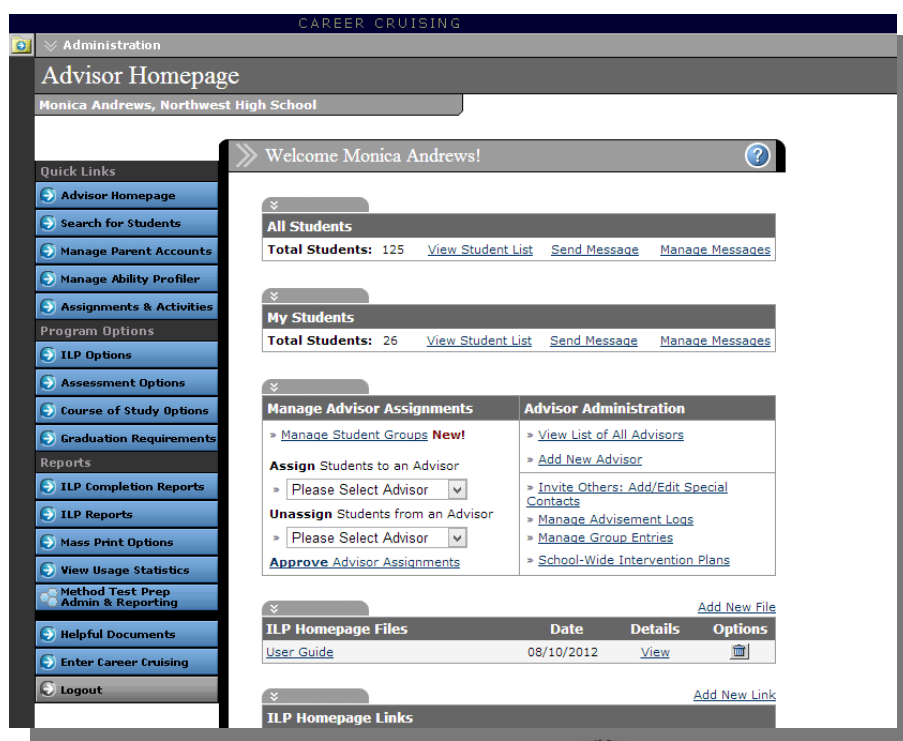 CAREER CRUISING
Administration
Advisor Homepage
Monica Andrews, Northwest High School
Quick Links
Advisor Homepage
Search for Students
Manage Parent Accounts
Manage Ability Profiler
Assignments & Activities
Program Options
ILP Options
Assessment Options
Course of Study Options
Graduation Requirements
Reports
ILP Completion Reports
ILP Reports
Mass Print Options
View Usage Statistics
Method Test Prep
Admin & Reporting
Helpful Documents
Enter Career Cruising
Logout
Welcome Monica Andrews!
?
All Students
Total Students: 125 View Student List Send Message Manage Messages
My Students
Total Students: 26 View Student List Send Message Manage Messages
Manage Advisor Assignments
» Manage Student Groups New!
Assign Students to an Advisor
» Please Select Advisor
Unassign Students from an Advisor
» Please Select Advisor
Approve Advisor Assignments
Advisor Administration
» View List of All Advisors
» Add New Advisor
» Invite Others: Add/Edit Special
Contacts
» Manage Advisement Logs
» Manage Group Entries
» School-Wide Intervention Plans
Add New File
ILP Homepage Files Date Details Options
User Guide 08/10/2012 View
Add New Link
ILP Homepage Links